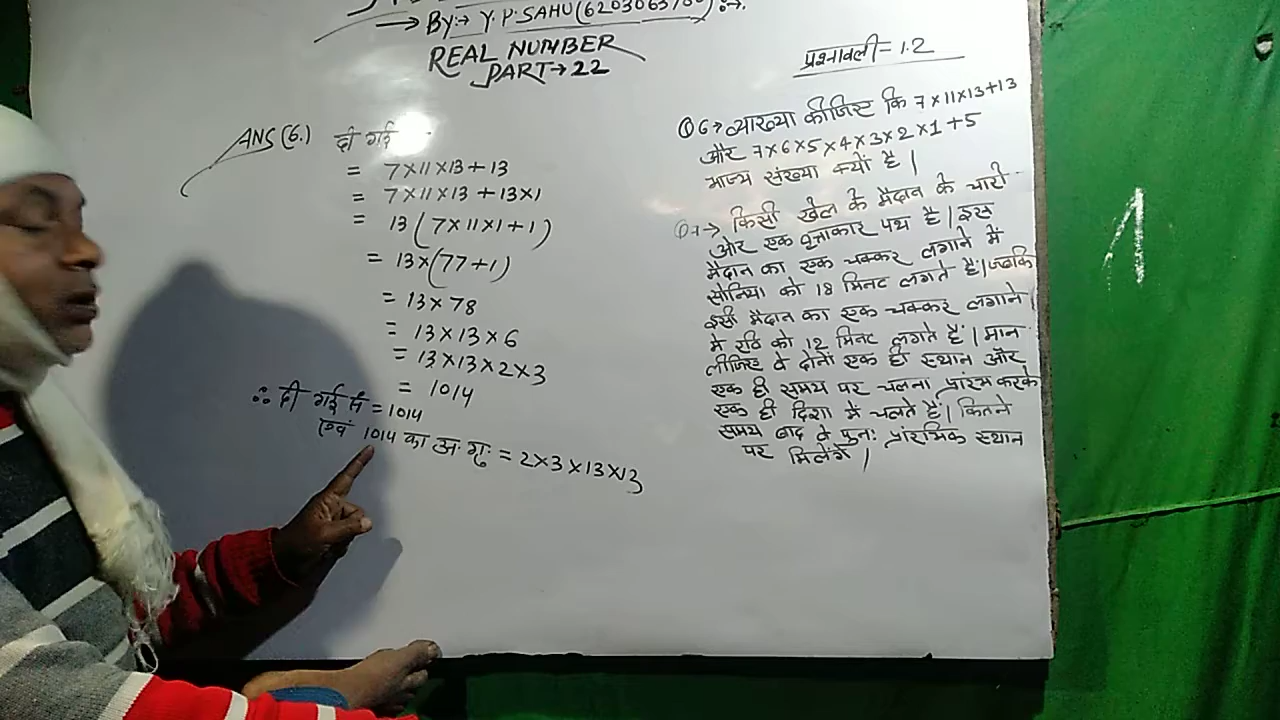 → By:→ Y.P.SAHU(
REAL NUMBER
PART→22
ANS(6.) दी गई
= 7×11×13+13
= 7×11×13+13×1
= 13(7×11×1+1)
= 13×(77+1)
= 13×78
= 13×13×6
= 13×13×2×3
= 1014
∴ दी गई सं = 1014
एवं 1014 का अ. गु. = 2×3×13×13
प्रश्नावली = 1.2
Q6→ व्याख्या कीजिए कि 7×11×13+13
और 7×6×5×4×3×2×1+5
भाज्य संख्या क्यों है |
किसी खेल के मैदान के चारो
ओर एक वृत्ताकार पथ है | इस
मैदान का एक चक्कर लगाने में
सोनिया को 18 मिनट लगते हैं | जबकि
इसी मैदान का एक चक्कर लगाने
में रवि को 12 मिनट लगते हैं | मान
लीजिए वे दोनों एक ही स्थान और
एक ही समय पर चलना प्रारंभ करके
एक ही दिशा में चलते हैं | कितने
समय बाद वे पुनः प्रांरभिक स्थान
पर मिलेंगें |
1